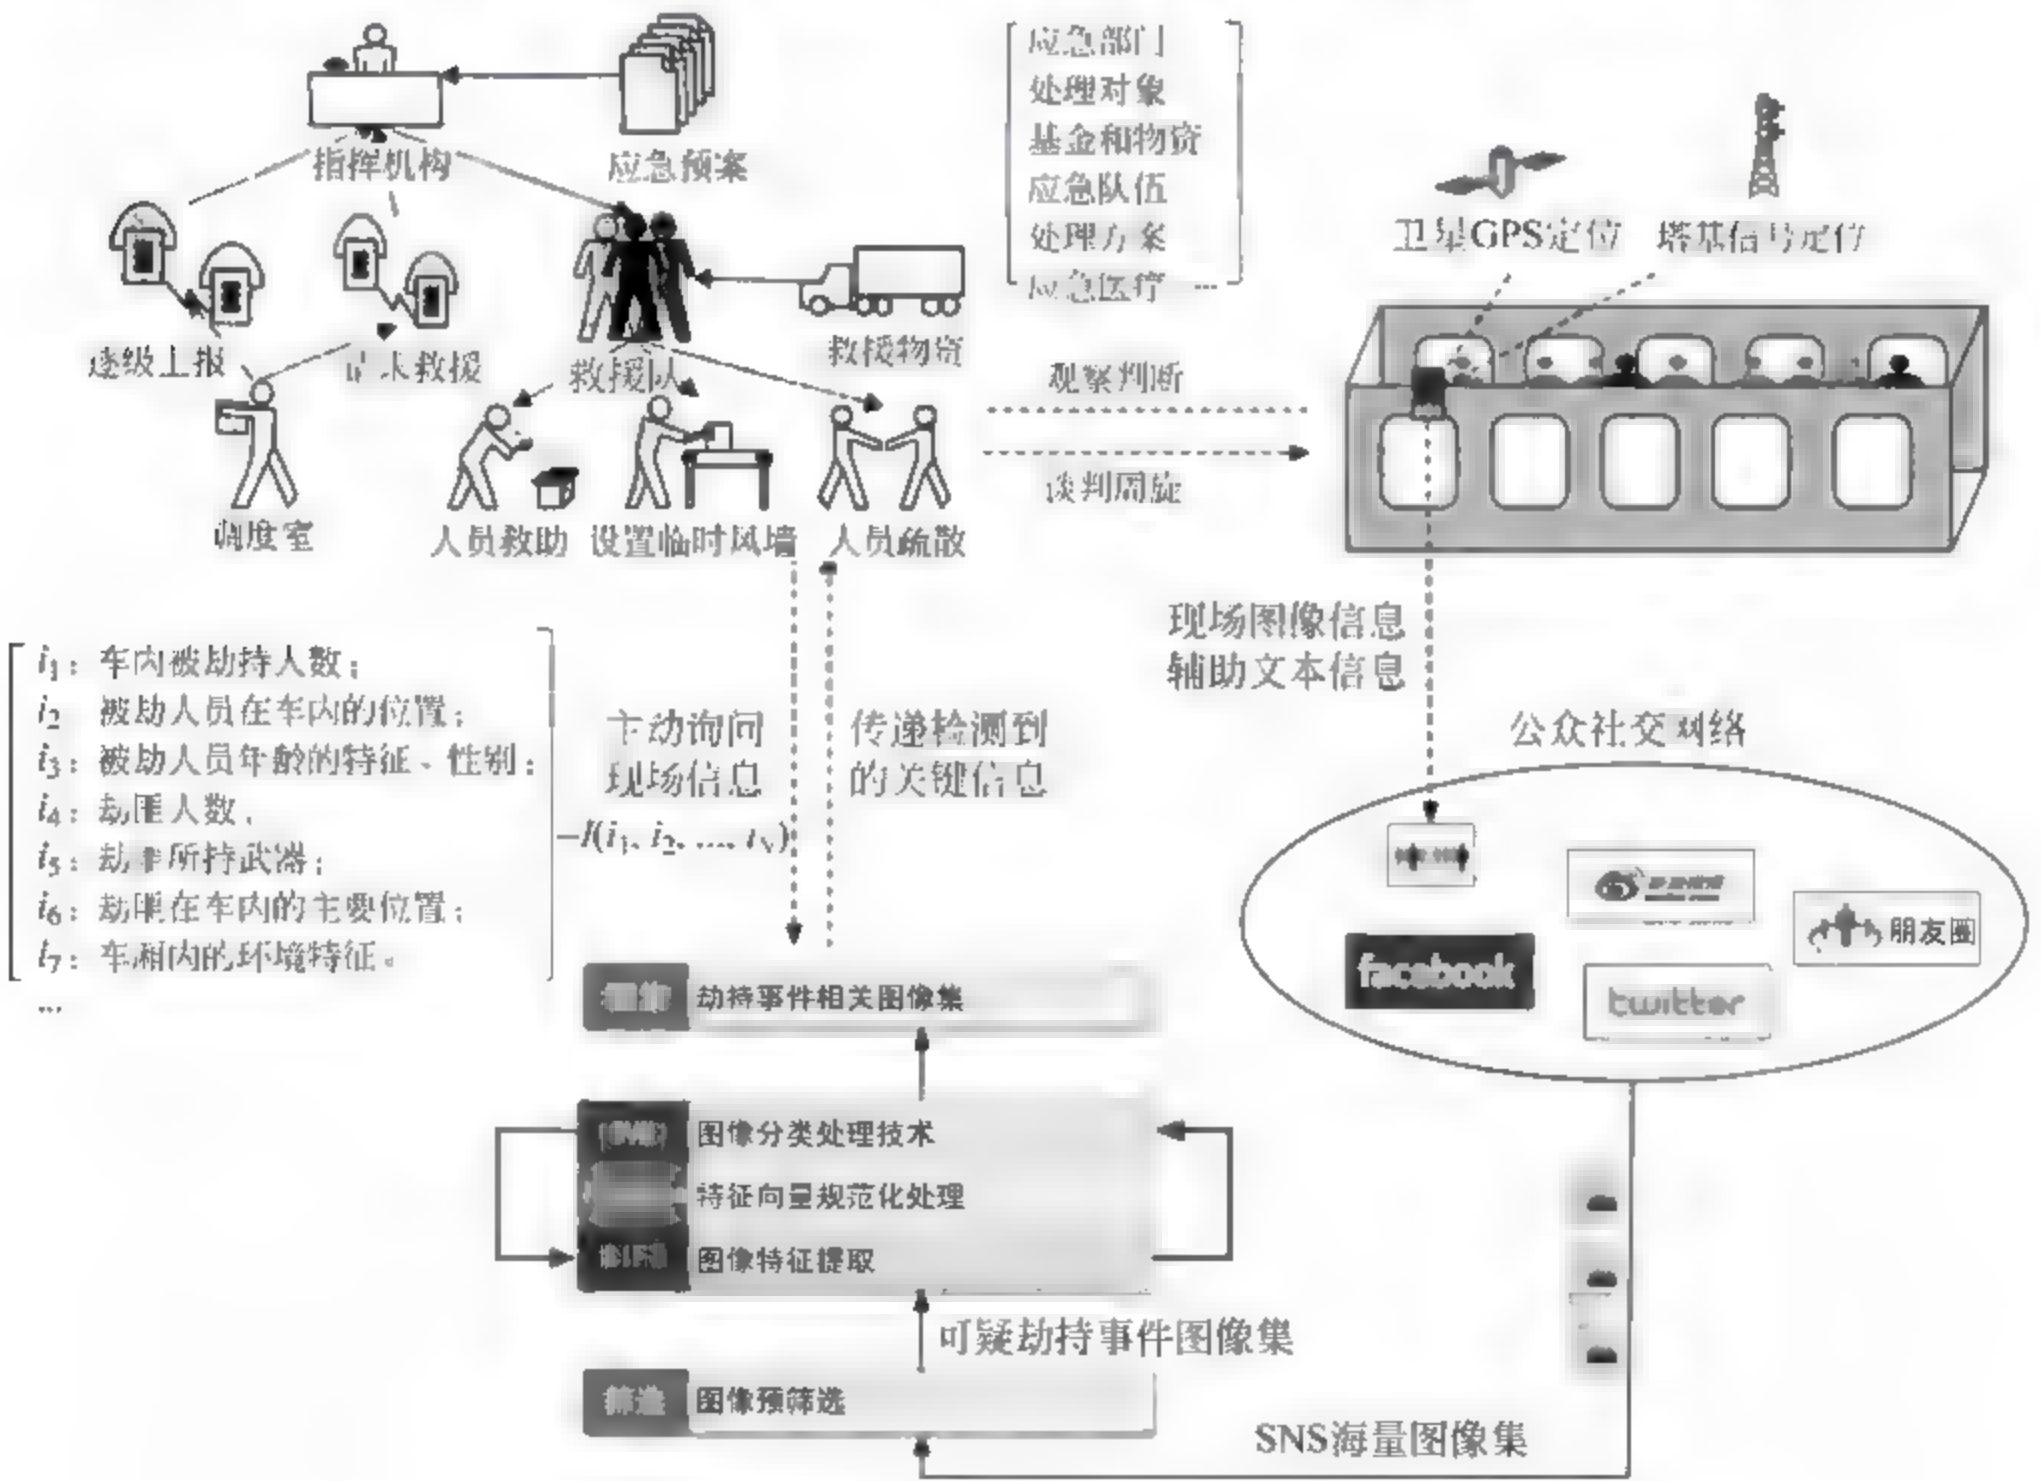 指挥机构
应急预案
应急部门
处理对象
基金和物资
应急队伍
处理方案
应急医疗 ...
卫星GPS定位
塔基信号定位
逐级上报
救援
救援队
救援物资
调度室
人员救助
设置临时风墙
人员疏散
观察判断
谈判周旋
现场图像信息
辅助文本信息
i1：车内被劫持人数；
i2 被劫人员在车内的位置；
i3：被劫人员年龄的特征、性别；
i4：劫匪人数，
i5：劫匪所持武器；
i6：劫匪在车内的主要位置；
i7：车厢内的环境特征。
...
I(i1, i2, ..., iN)
主动询问
现场信息
传递检测到
的关键信息
公众社交网络
朋友圈
facebook
twitter
劫持事件相关图像集
图像分类处理技术
特征向量规范化处理
图像特征提取
可疑劫持事件图像集
筛选 图像预筛选
SNS海量图像集